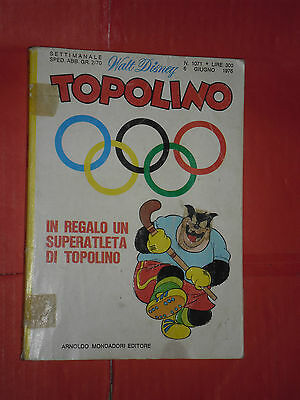 SETTIMANALE
SPED. ABB. GR. 2/70
Walt Disney
N. 1071 • LIRE 300
6 GIUGNO 1976
TOPOLINO
IN REGALO UN
SUPERATLETA
DI TOPOLINO
ARNOLDO MONDADORI EDITORE